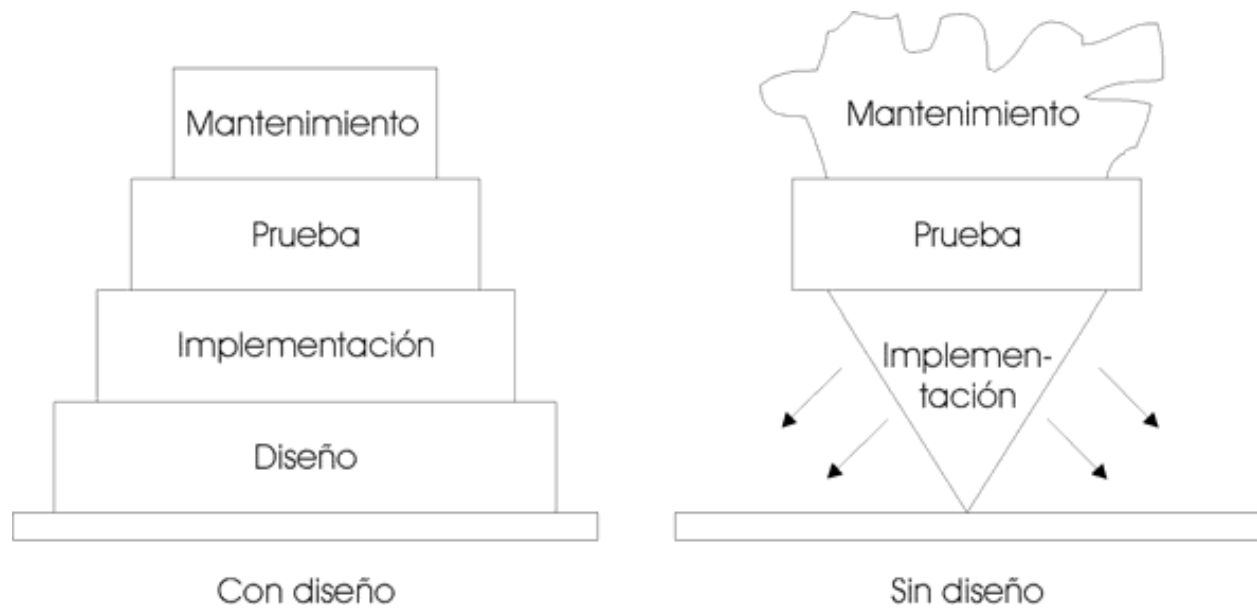 Mantenimiento
Prueba
Implementación
Diseño
Con diseño
Mantenimiento
Prueba
Implemen-
tación
Sin diseño